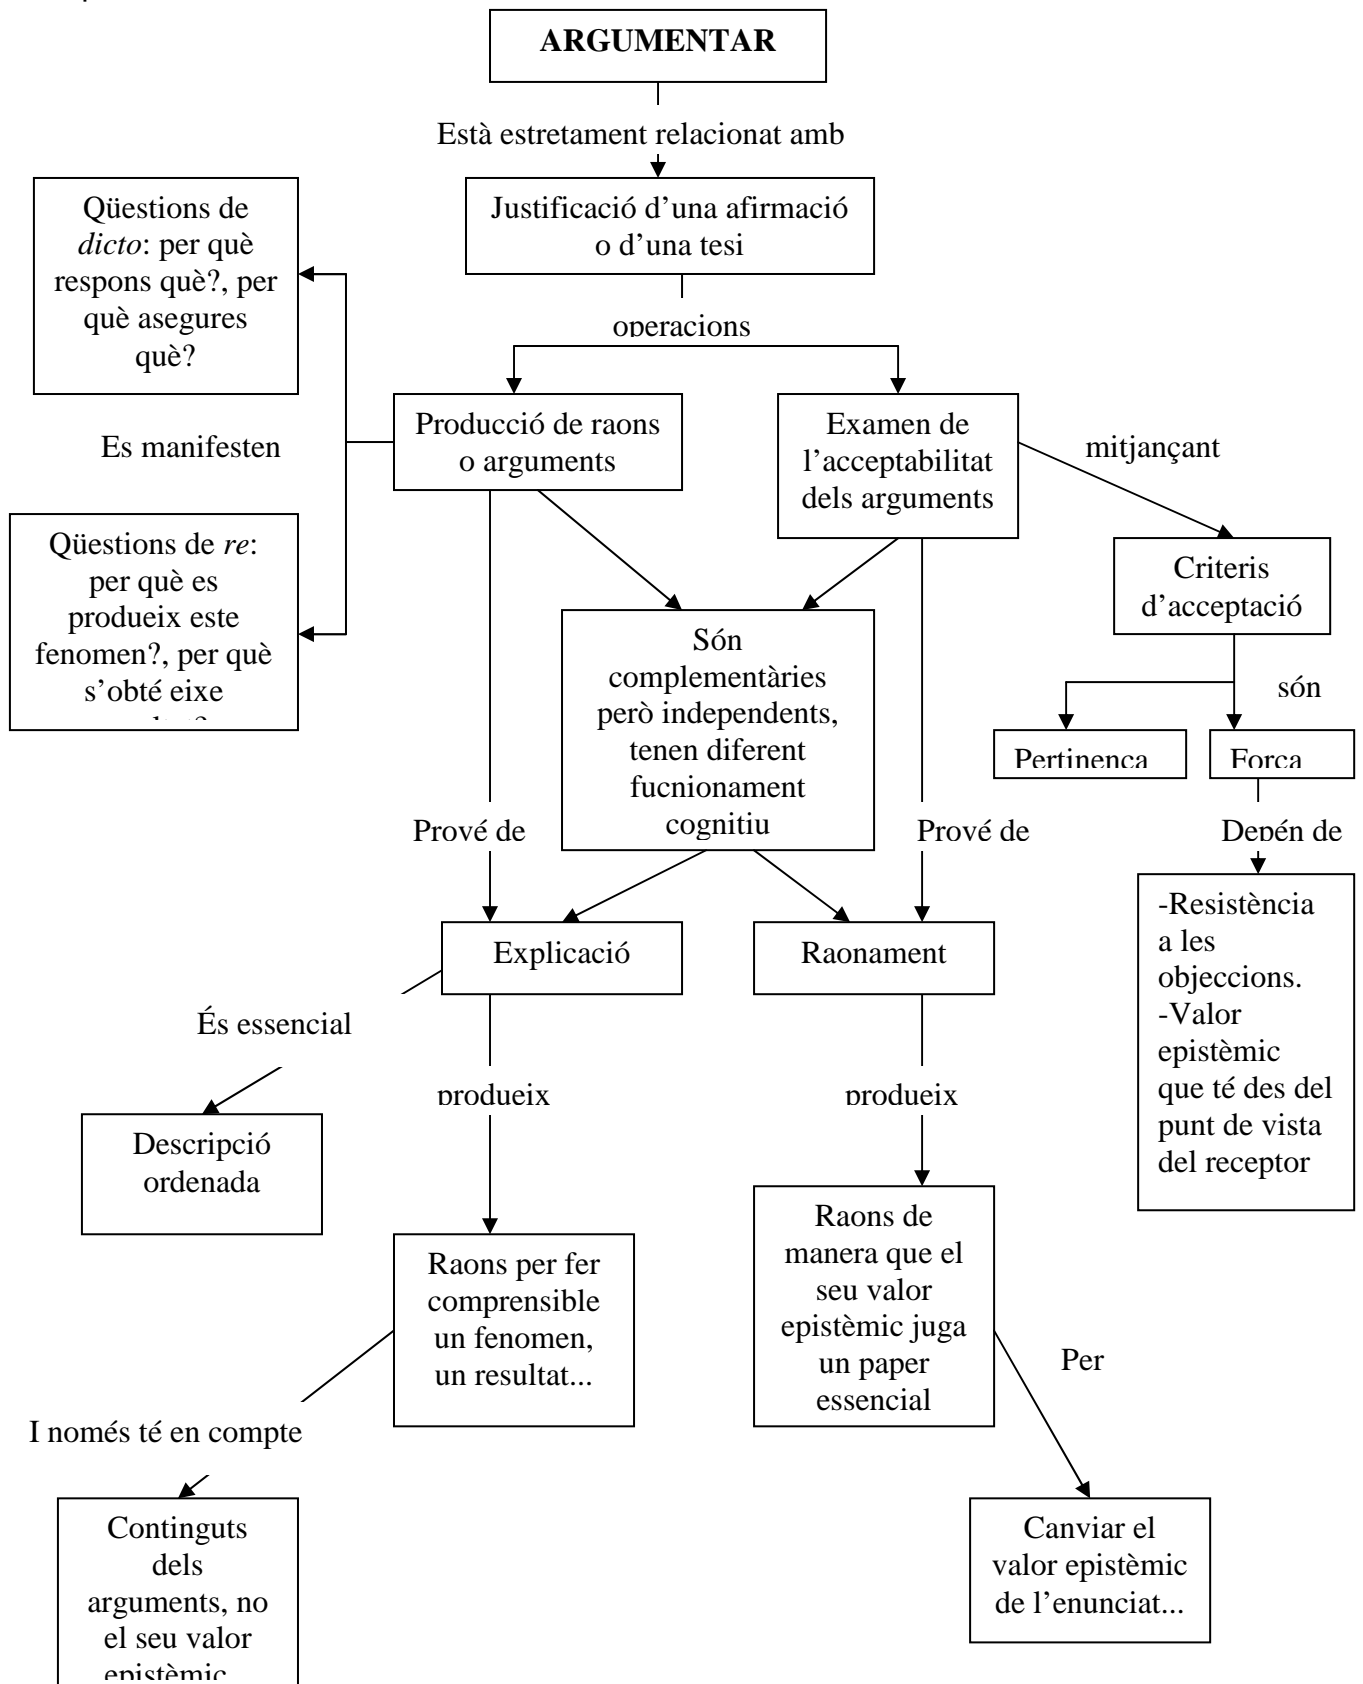 ARGUMENTAR
Està estretament relacionat amb
Justificació d’una afirmació
o d’una tesi
operacions
Qüestions de
dicto: per què
respons què?, per
què asegures
què?
Es manifesten
Qüestions de re:
per què es
produeix este
fenomen?, per què
s’obté eixe
Producció de raons
o arguments
Examen de
l’acceptabilitat
dels arguments
mitjançant
Criteris
d’acceptació
són
Pertinença
Força
Depén de
-Resistència
a les
objeccions.
-Valor
epistèmic
que té des del
punt de vista
del receptor
Són
complementàries
però independents,
tenen diferent
fucnionament
cognitiu
Prové de
Prové de
Explicació
Raonament
És essencial
Descripció
ordenada
produeix
produeix
Raons per fer
comprensible
un fenomen,
un resultat...
Raons de
manera que el
seu valor
epistèmic juga
un paper
essencial
Per
I només té en compte
Continguts
dels
arguments, no
el seu valor
epistèmic
Canviar el
valor epistèmic
de l’enunciat...